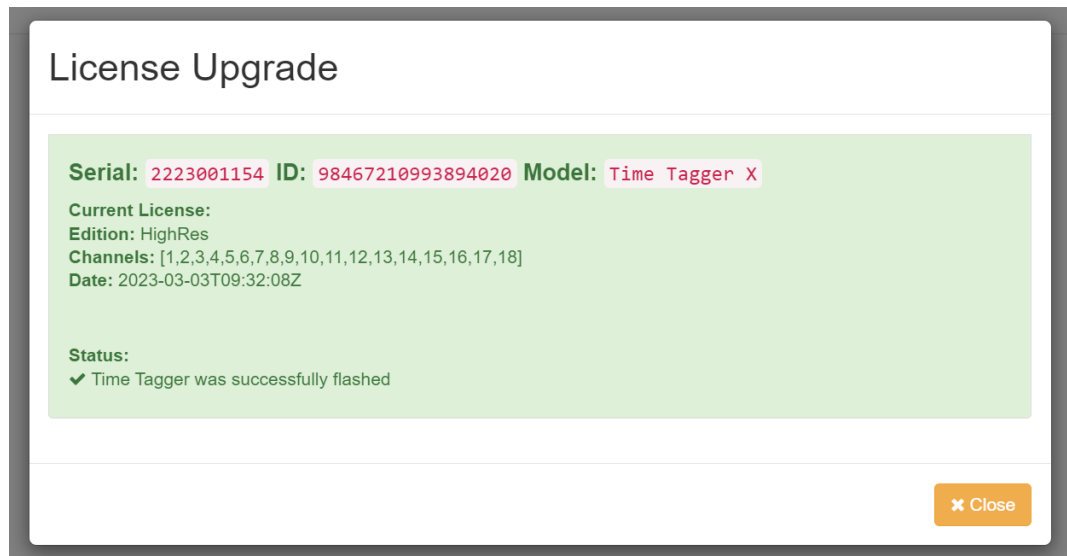 License Upgrade
Serial: 2223001154 ID: 98467210993894020 Model: Time Tagger X
Current License:
Edition: HighRes
Channels: [1,2,3,4,5,6,7,8,9,10,11,12,13,14,15,16,17,18]
Date: 2023-03-03T09:32:08Z
Status:
✔ Time Tagger was successfully flashed
✖ Close